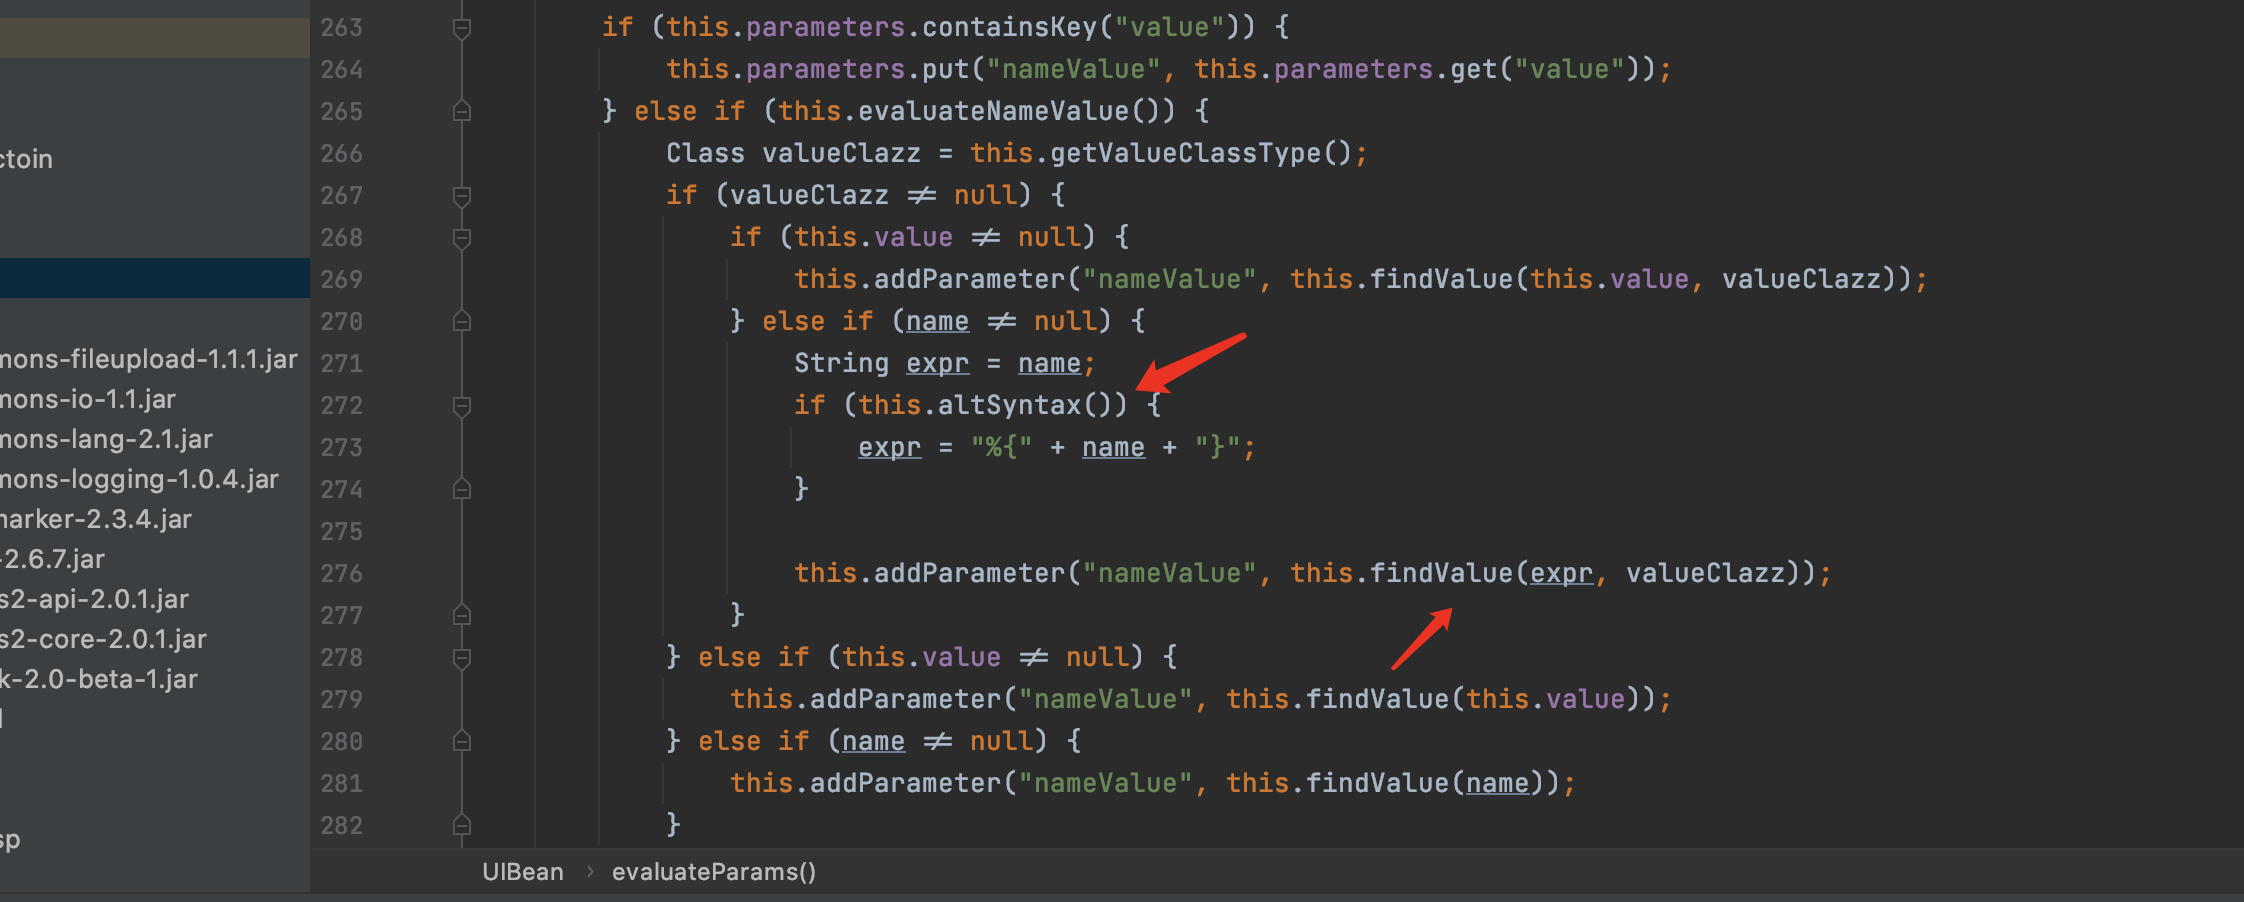 ctoin
mons-fileupload-1.1.1.jar
mons-io-1.1.jar
mons-lang-2.1.jar
mons-logging-1.0.4.jar
marker-2.3.4.jar
-2.6.7.jar
s2-api-2.0.1.jar
s2-core-2.0.1.jar
k-2.0-beta-1.jar
sp
263 if (this.parameters.containsKey("value")) {
264 this.parameters.put("nameValue", this.parameters.get("value"));
265 } else if (this.evaluateNameValue()) {
266 Class valueClazz = this.getValueClassType();
267 if (valueClazz ≠ null) {
268 if (this.value ≠ null) {
269 this.addParameter("nameValue", this.findValue(this.value, valueClazz));
270 } else if (name ≠ null) {
271 String expr = name;
272 if (this.altSyntax()) {
273 expr = "%{" + name + "}";
274 }
275
276 this.addParameter("nameValue", this.findValue(expr, valueClazz));
277 }
278 } else if (this.value ≠ null) {
279 this.addParameter("nameValue", this.findValue(this.value));
280 } else if (name ≠ null) {
281 this.addParameter("nameValue", this.findValue(name));
282 }
UIBean › evaluateParams()